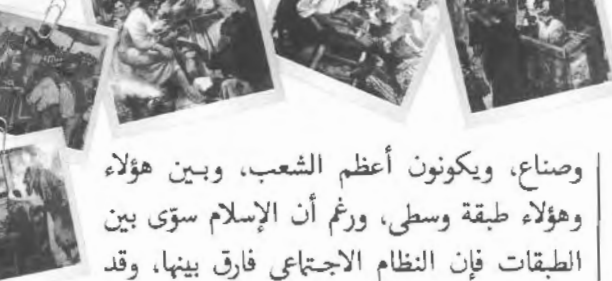 وصناع، ويكونون أعظم الشعب، وبين هؤلاء
وهؤلاء طبقة وسطى، ورغم أن الإسلام سوّى بين
الطبقات فإن النظام الاجتماعي فارق بينها، وقد